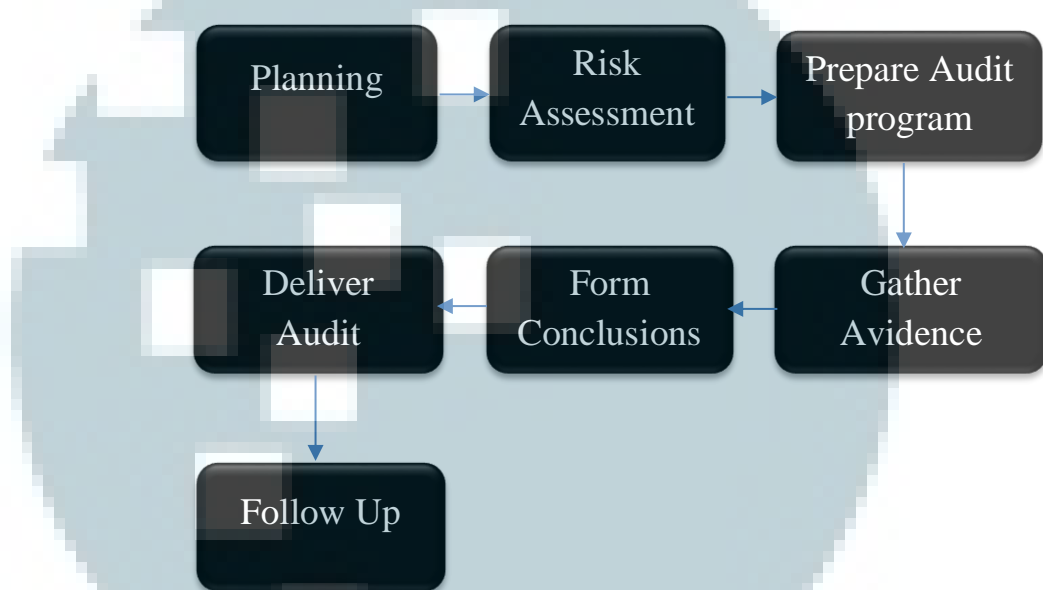 Planning
Risk
Assessment
Prepare Audit
program
Gather
Avidence
Form
Conclusions
Deliver
Audit
Follow Up